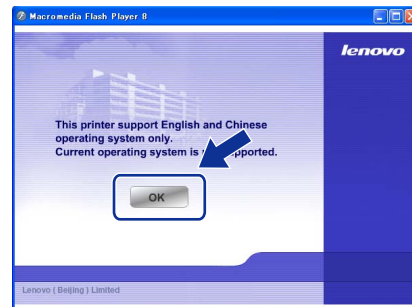 Macromedia Flash Player 8
lenovo
This printer support English and Chinese
operating system only.
Current operating system is
OK
Lenovo ( Beijing ) Limited